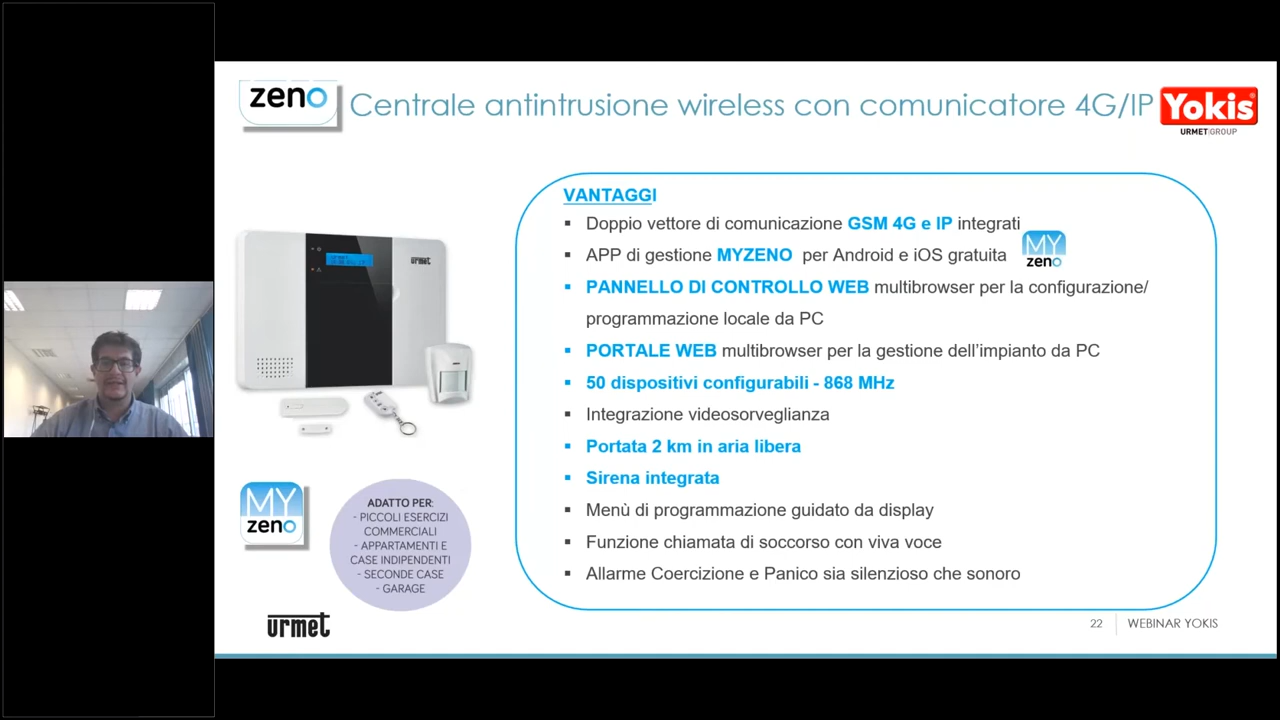 zeno
Centrale antintrusione wireless con comunicatore 4G/IP
Yokis
URMET GROUP
VANTAGGI
Doppio vettore di comunicazione GSM 4G e IP integrati
APP di gestione MYZENO per Android e iOS gratuita
MY
zeno
PANNELLO DI CONTROLLO WEB multibrowser per la configurazione/
programmazione locale da PC
PORTALE WEB multibrowser per la gestione dell'impianto da PC
50 dispositivi configurabili - 868 MHz
Integrazione videosorveglianza
Portata 2 km in aria libera
Sirena integrata
Menù di programmazione guidato da display
Funzione chiamata di soccorso con viva voce
Allarme Coercizione e Panico sia silenzioso che sonoro
urmet
MY
zeno
ADATTO PER:
- PICCOLI ESERCIZI
COMMERCIALI
- APPARTAMENTI E
CASE INDIPENDENTI
- SECONDE CASE
- GARAGE
urmet
22
WEBINAR YOKIS